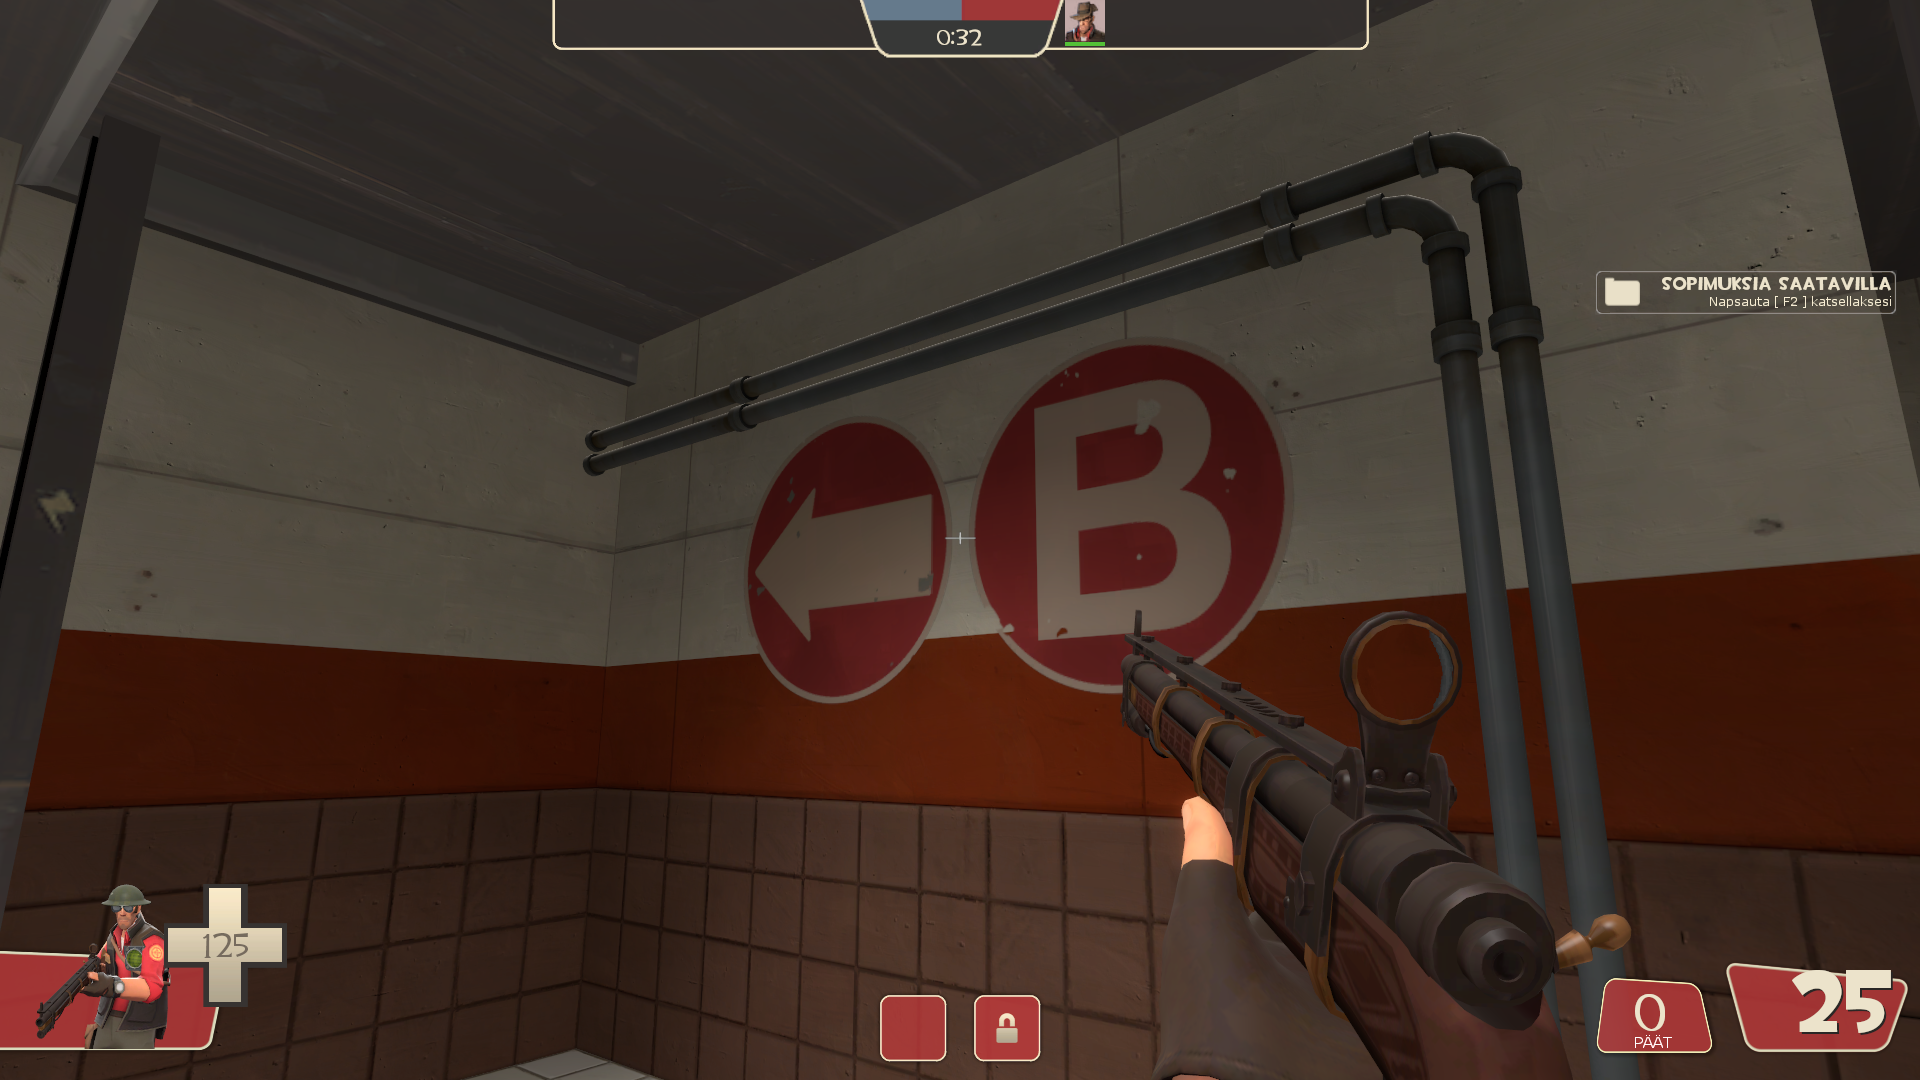 0:32
SOPIMUKSIA SAATAVILLA
Napsauta [ F2 ] katsellaksesi
B
125
0
PÄÄT
25